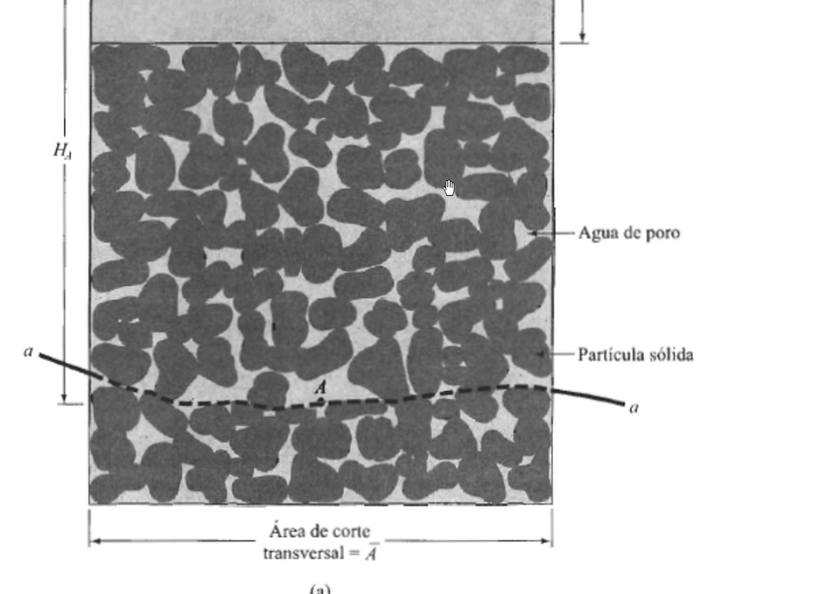 H_A
Agua de poro
a
Partícula sólida
A
a
Área de corte
transversal = A̅
(a)